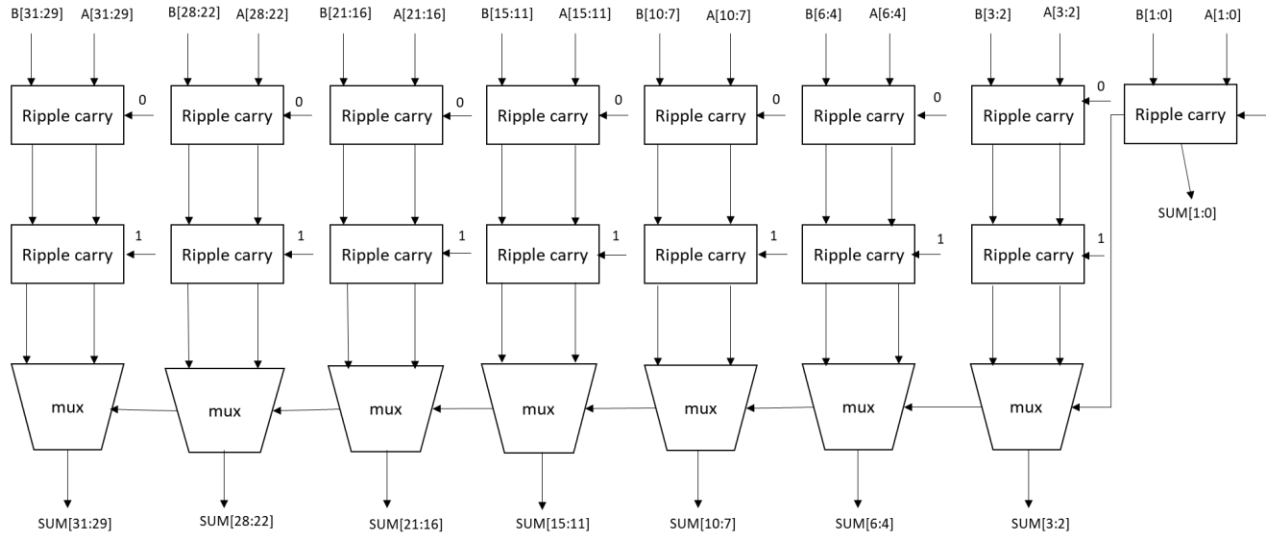 B[31:29] A[31:29] B[28:22] A[28:22] B[21:16] A[21:16] B[15:11] A[15:11] B[10:7] A[10:7] B[6:4] A[6:4] B[3:2] A[3:2] B[1:0] A[1:0]
Ripple carry 0 Ripple carry 0 Ripple carry 0 Ripple carry 0 Ripple carry 0 Ripple carry 0 Ripple carry 0 Ripple carry
SUM[1:0]
Ripple carry 1 Ripple carry 1 Ripple carry 1 Ripple carry 1 Ripple carry 1 Ripple carry 1 Ripple carry 1
mux mux mux mux mux mux mux
SUM[31:29] SUM[28:22] SUM[21:16] SUM[15:11] SUM[10:7] SUM[6:4] SUM[3:2]